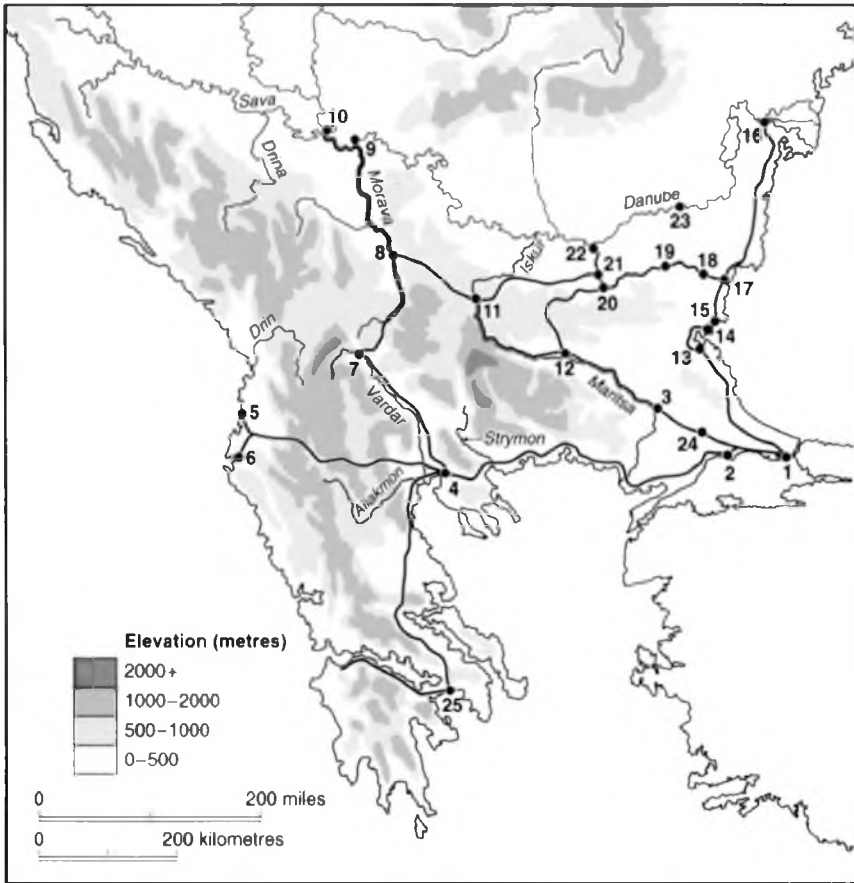 10
9
16
Sava
Drina
Morava
Danube
23
8
22
Iskur
21
19
18
20
17
11
15
14
13
Drin
7
12
Maritsa
3
Vardar
5
24
Strymon
6
4
2
1
Aliakmon
Elevation (metres)
2000+
1000–2000
500–1000
0–500
25
0 200 miles
0 200 kilometres